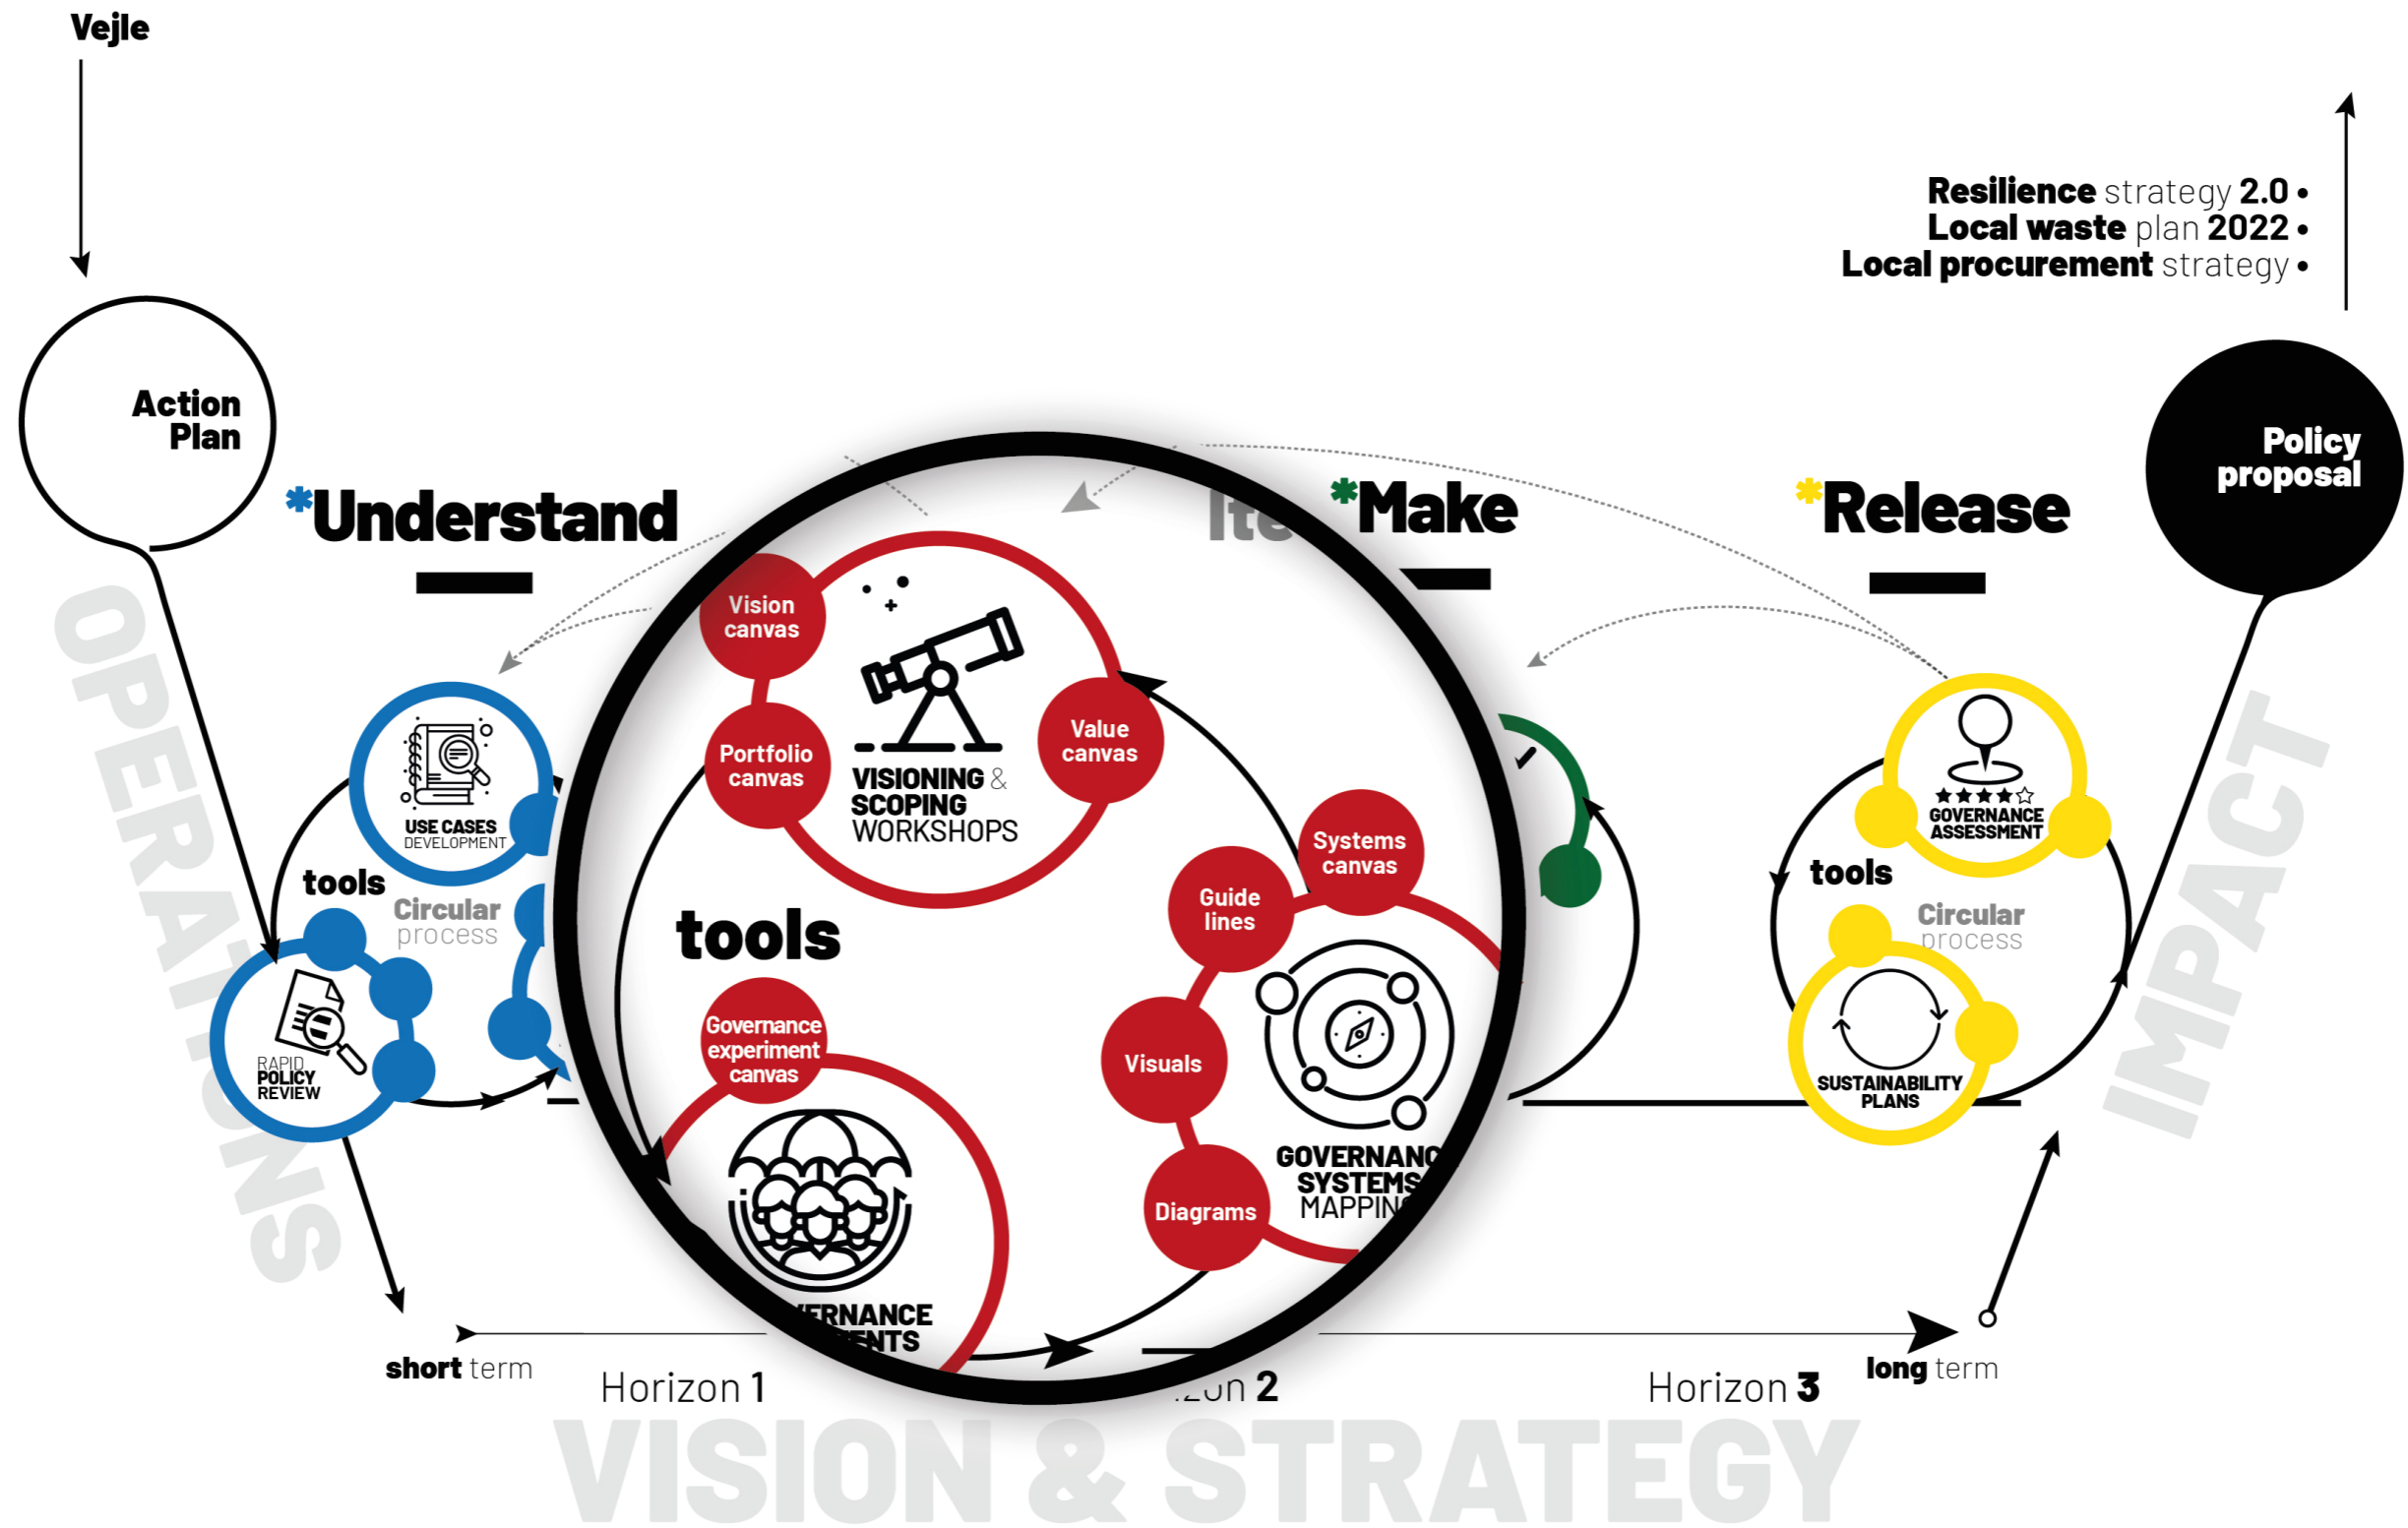 Vejle
Resilience strategy 2.0 •
Local waste plan 2022 •
Local procurement strategy •
Action
Plan
Policy
proposal
*Understand
*Make
*Release
OPERATIONS
IMPACT
Vision
canvas
Portfolio
canvas
Value
canvas
VISIONING &
SCOPING
WORKSHOPS
USE CASES
DEVELOPMENT
tools
Circular
process
RAPID
POLICY
REVIEW
tools
Governance
experiment
canvas
Systems
canvas
Guide
lines
Visuals
Diagrams
SYSTEMS
GOVERNANCE
ASSESSMENT
tools
Circular
process
SUSTAINABILITY
PLANS
short term
Horizon 1
2
Horizon 3
long term
VISION & STRATEGY